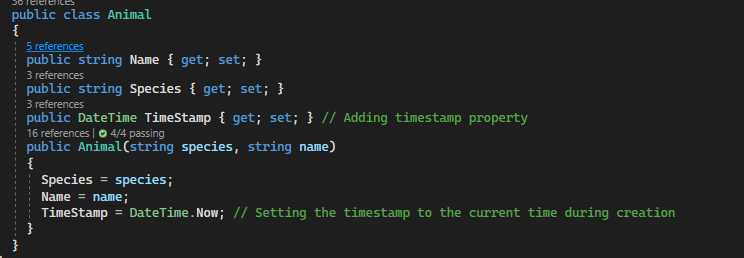 36 references
public class Animal
{
5 references
public string Name { get; set; }
3 references
public string Species { get; set; }
3 references
public DateTime TimeStamp { get; set; } // Adding timestamp property
16 references | 4/4 passing
public Animal(string species, string name)
{
Species = species;
Name = name;
TimeStamp = DateTime.Now; // Setting the timestamp to the current time during creation
}
}